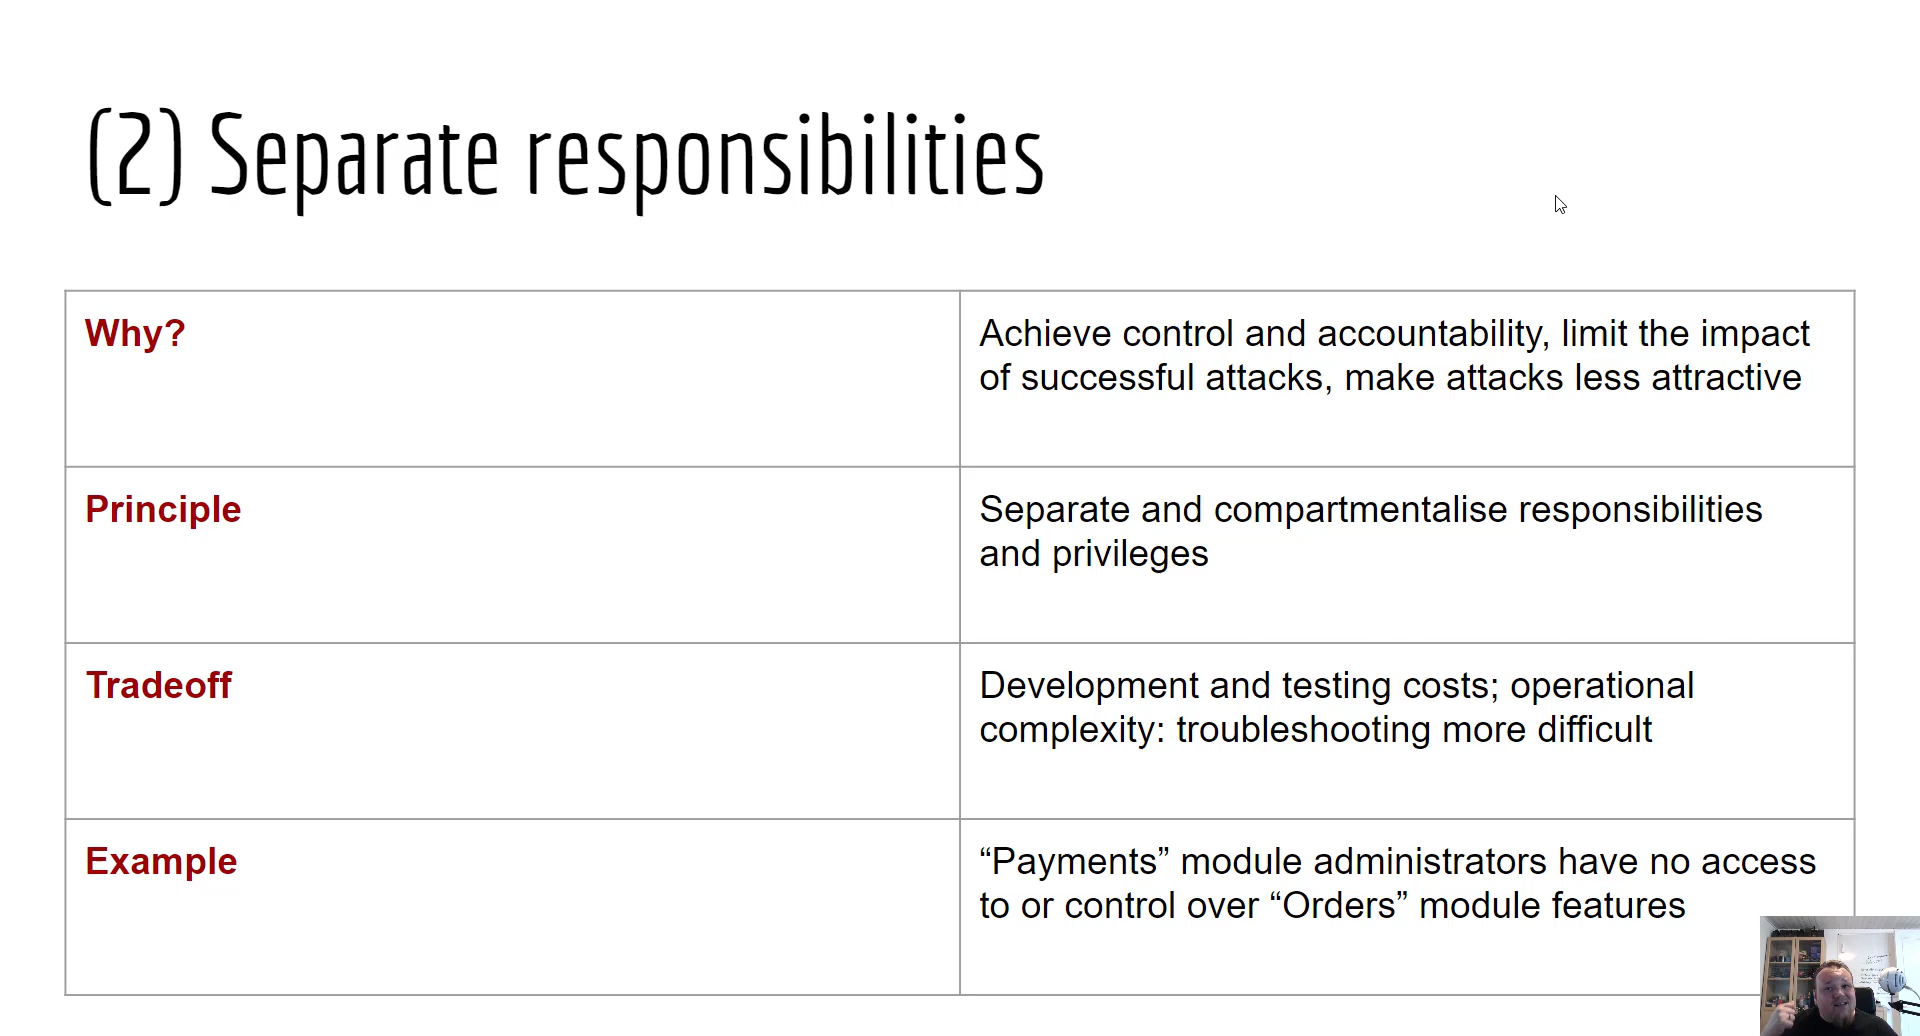 (2) Separate responsibilities
Why?
Achieve control and accountability, limit the impact
of successful attacks, make attacks less attractive
Principle
Separate and compartmentalise responsibilities
and privileges
Tradeoff
Development and testing costs; operational
complexity: troubleshooting more difficult
Example
“Payments” module administrators have no access
to or control over “Orders” module features